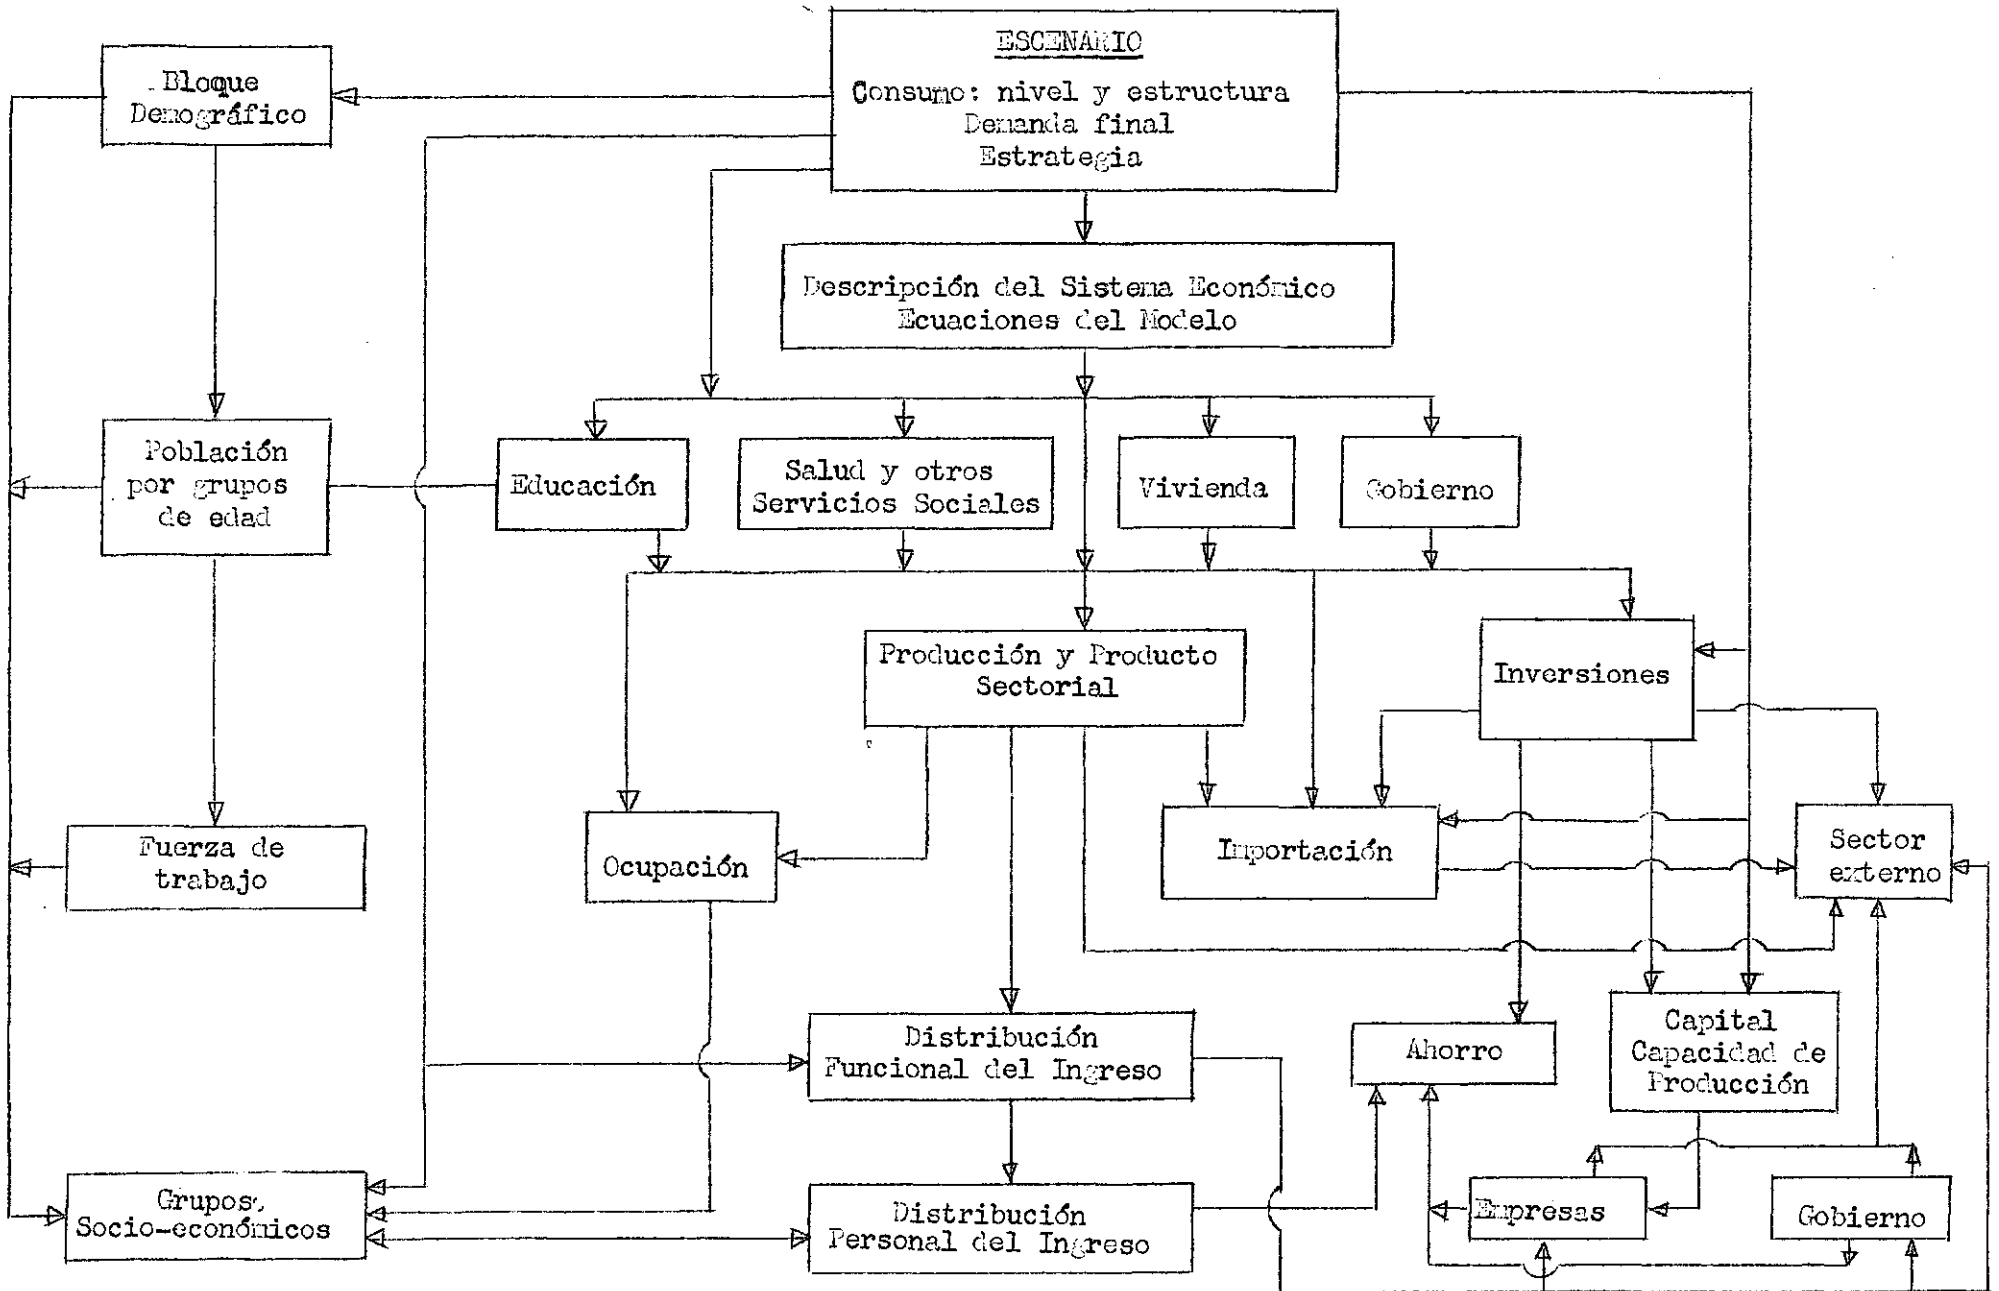 ESCENARIO
Consumo: nivel y estructura
Demanda final
Estrategia
Bloque
Demográfico
Descripción del Sistema Económico
Ecuaciones del Modelo
Población
por grupos
de edad
Educación
Salud y otros
Servicios Sociales
Vivienda
Gobierno
Producción y Producto
Sectorial
Inversiones
Fuerza de
trabajo
Ocupación
Importación
Sector
externo
Distribución
Funcional del Ingreso
Ahorro
Capital
Capacidad de
Producción
Grupos
Socio-económicos
Distribución
Personal del Ingreso
Empresas
Gobierno